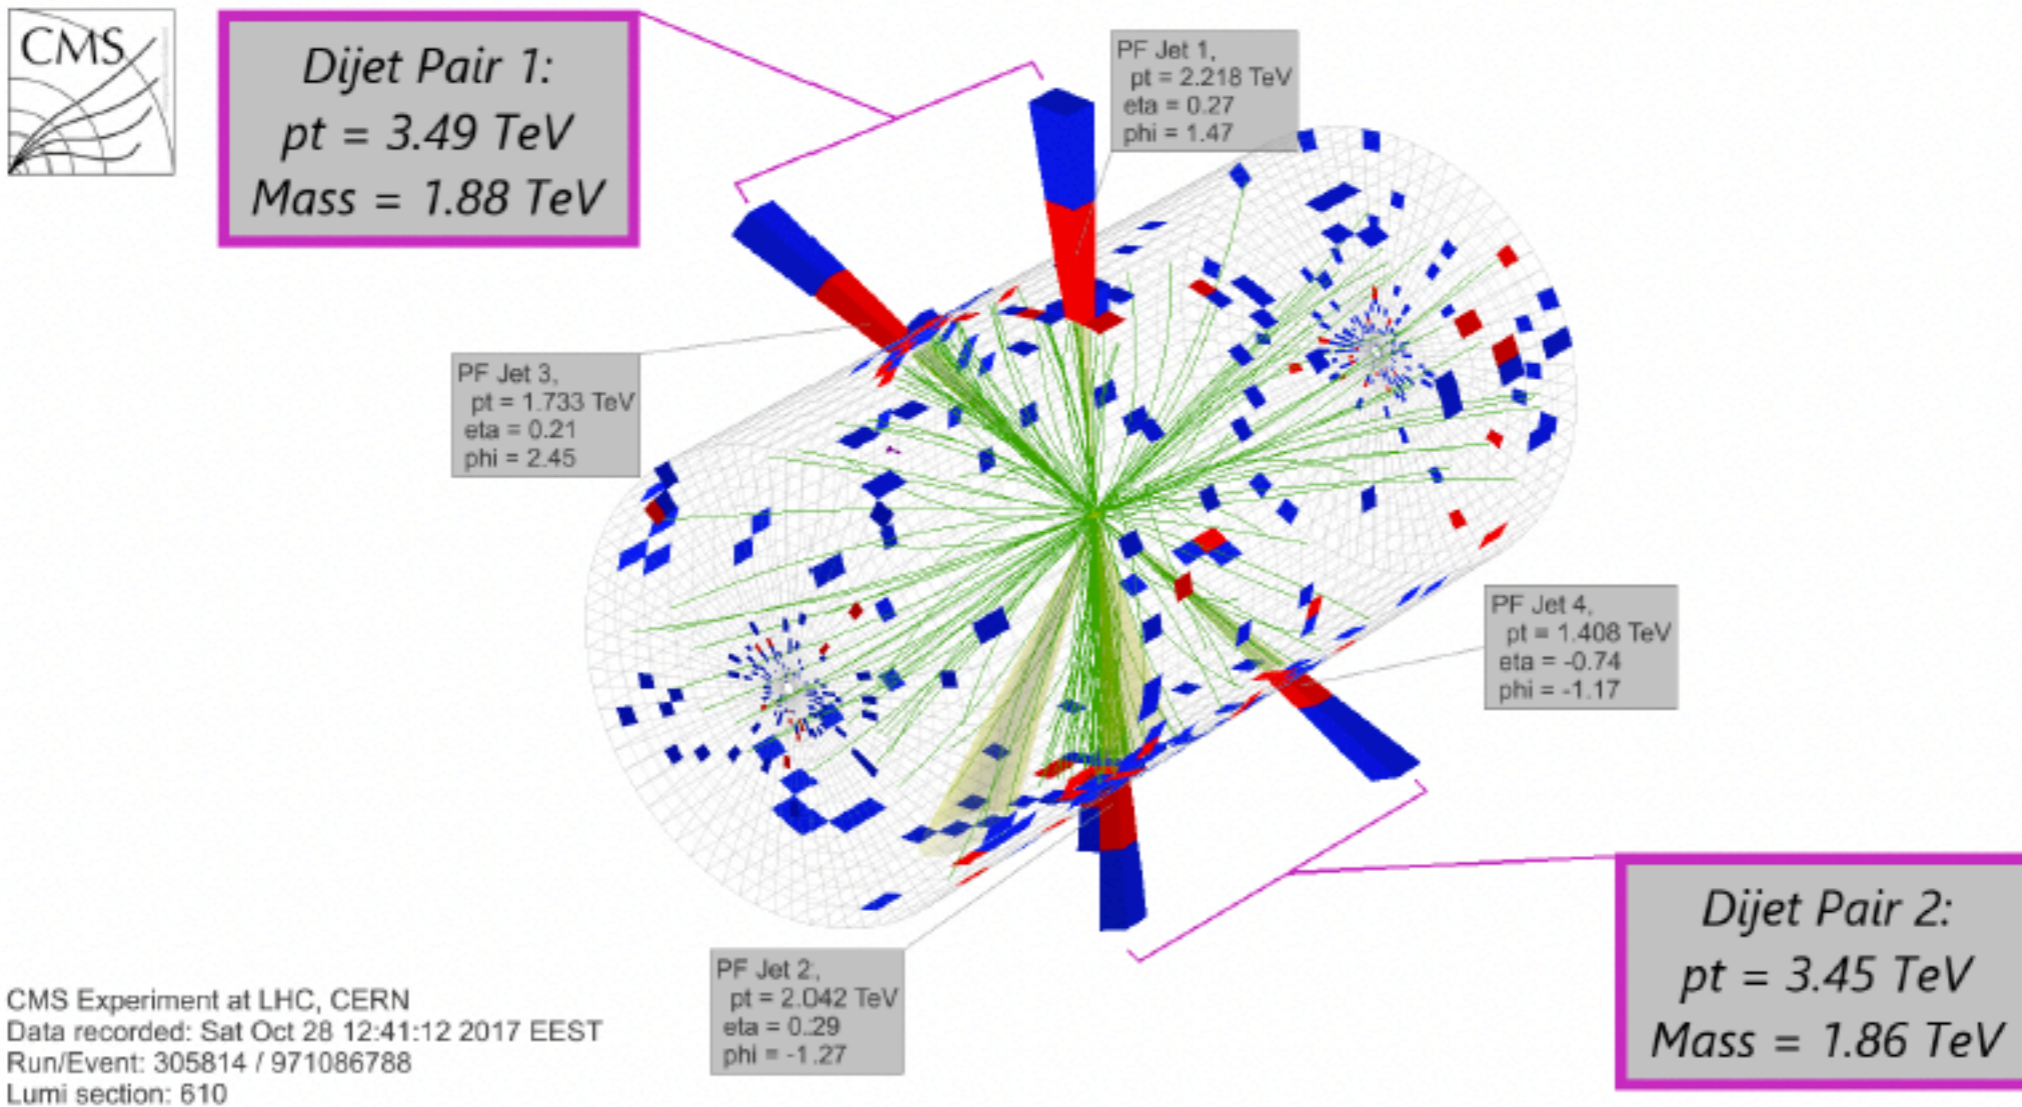 CMS
Dijet Pair 1:
pt = 3.49 TeV
Mass = 1.88 TeV
PF Jet 1,
pt = 2.218 TeV
eta = 0.27
phi = 1.47
PF Jet 3,
pt = 1.733 TeV
eta = 0.21
phi = 2.45
PF Jet 4,
pt = 1.408 TeV
eta = -0.74
phi = -1.17
PF Jet 2,
pt = 2.042 TeV
eta = 0.29
phi = -1.27
Dijet Pair 2:
pt = 3.45 TeV
Mass = 1.86 TeV
CMS Experiment at LHC, CERN
Data recorded: Sat Oct 28 12:41:12 2017 EEST
Run/Event: 305814 / 971086788
Lumi section: 610